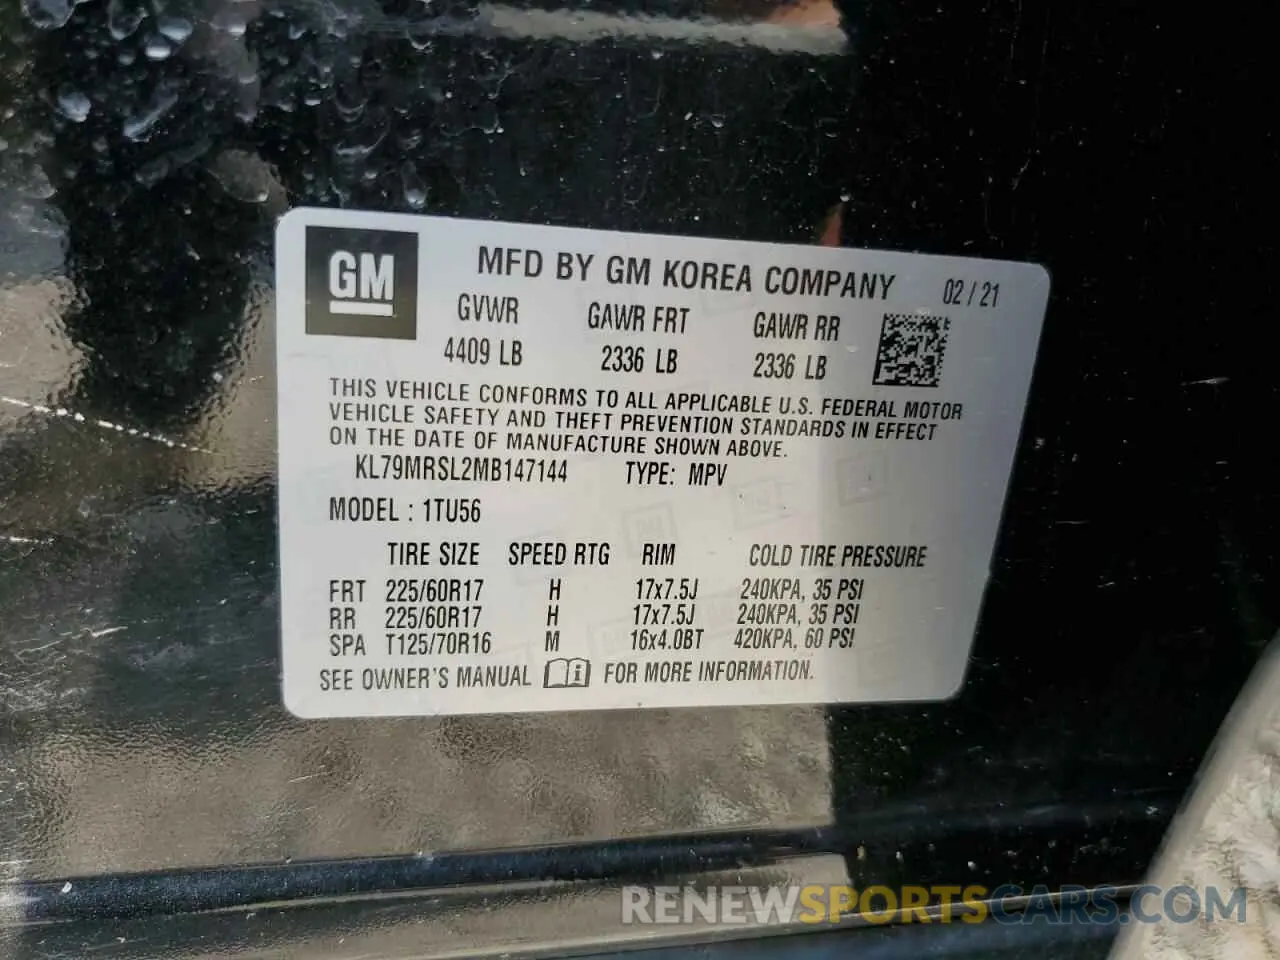 GM
MFD BY GM KOREA COMPANY 02 / 21
GVWR GAWR FRT GAWR RR
4409 LB 2336 LB 2336 LB
THIS VEHICLE CONFORMS TO ALL APPLICABLE U.S. FEDERAL MOTOR
VEHICLE SAFETY AND THEFT PREVENTION STANDARDS IN EFFECT
ON THE DATE OF MANUFACTURE SHOWN ABOVE.
KL79MRSL2MB147144 TYPE: MPV
MODEL : 1TU56
TIRE SIZE SPEED RTG RIM COLD TIRE PRESSURE
FRT 225/60R17 H 17x7.5J 240KPA, 35 PSI
RR 225/60R17 H 17x7.5J 240KPA, 35 PSI
SPA T125/70R16 M 16x4.0BT 420KPA, 60 PSI
SEE OWNER'S MANUAL i FOR MORE INFORMATION.
RENEWSPORTSCARS.COM